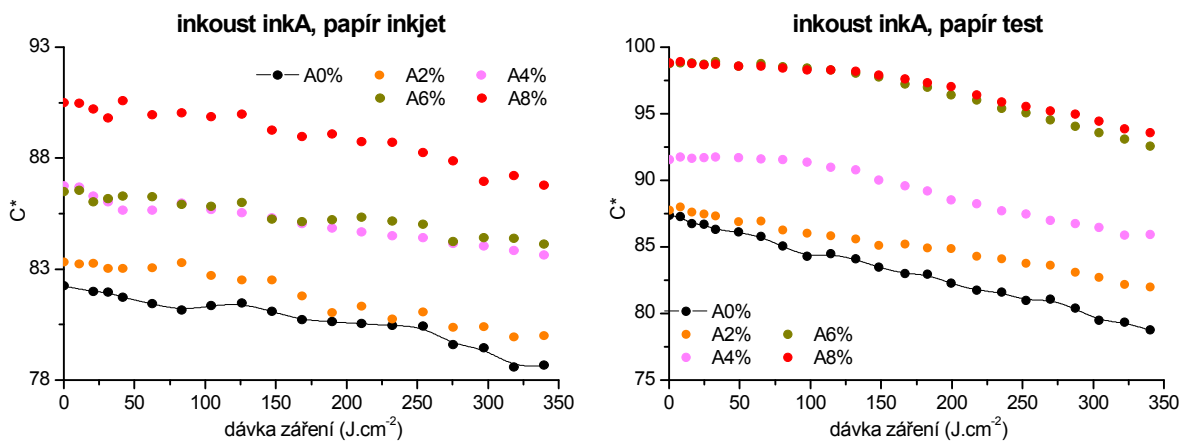 inkoust inkA, papír inkjet
93
88
83
78
C*
A0%
A2%
A4%
A6%
A8%
0 50 100 150 200 250 300 350
dávka záření (J.cm⁻²)
inkoust inkA, papír test
100
95
90
85
80
75
C*
A0%
A2%
A6%
A4%
A8%
0 50 100 150 200 250 300 350
dávka záření (J.cm⁻²)